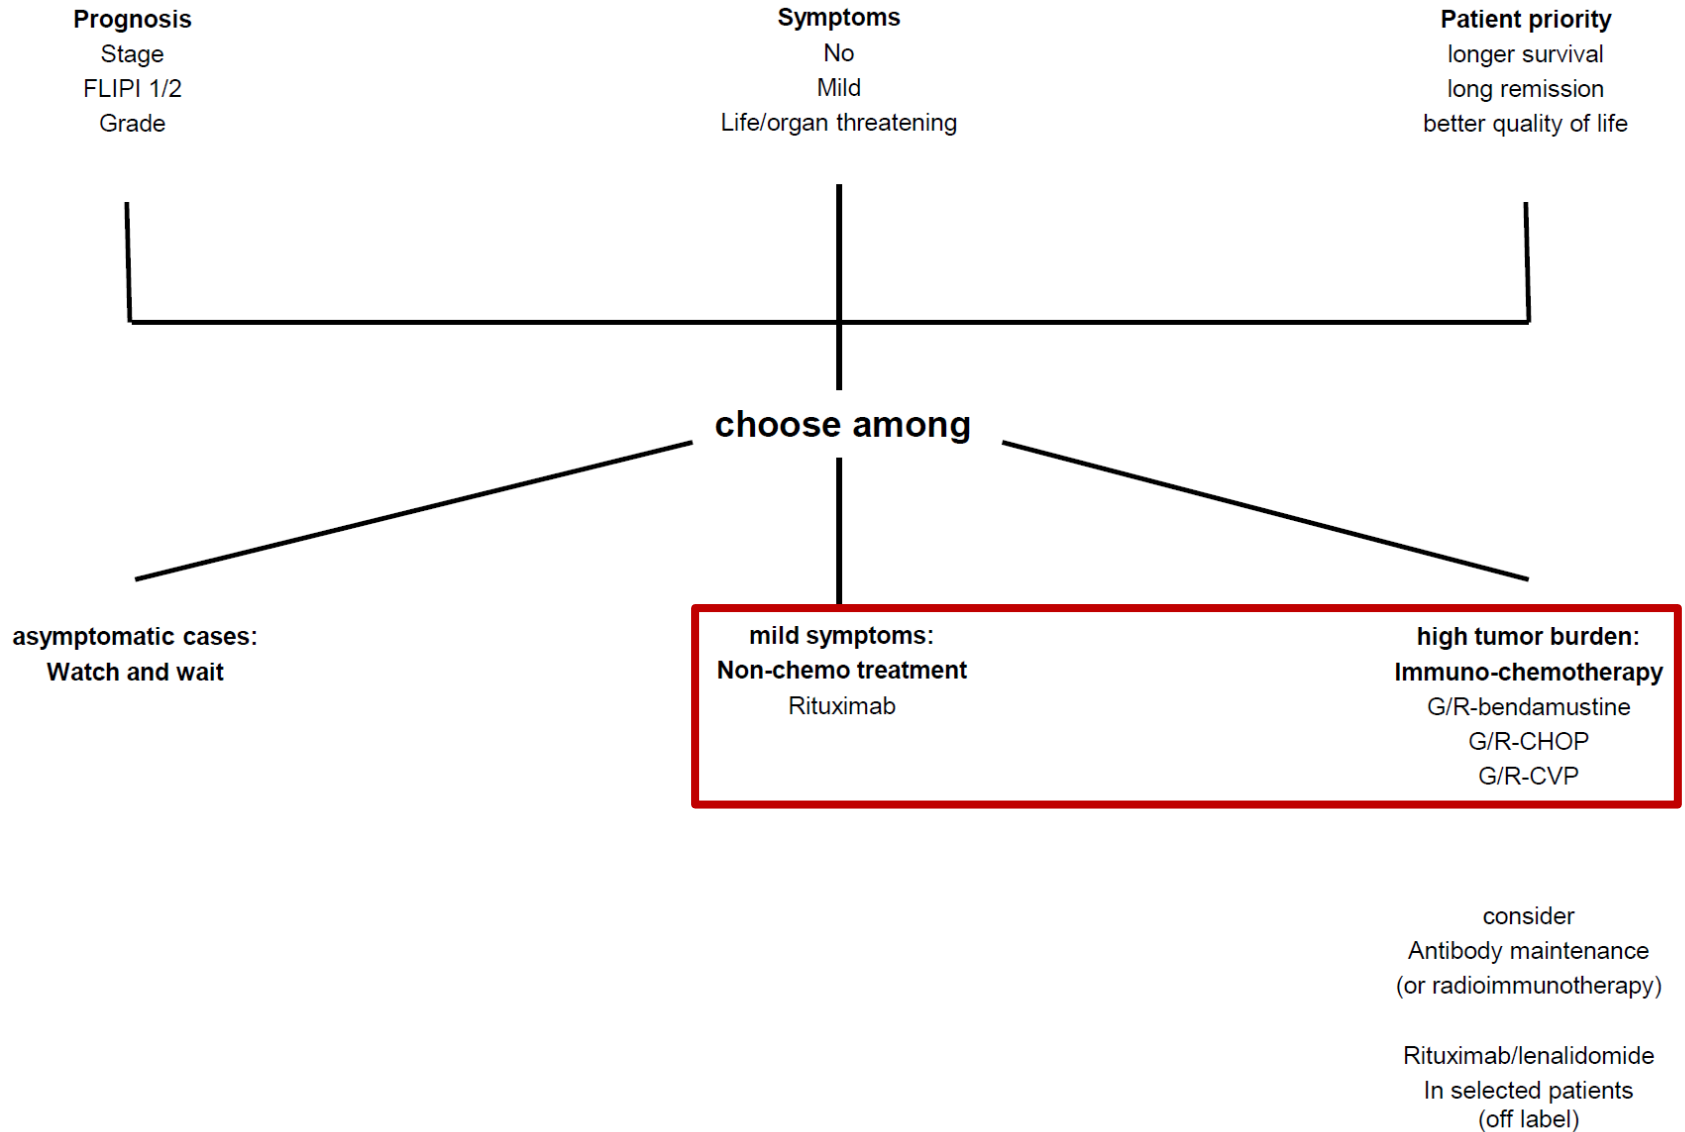 Prognosis
Stage
FLIPI 1/2
Grade
Symptoms
No
Mild
Life/organ threatening
Patient priority
longer survival
long remission
better quality of life
choose among
asymptomatic cases:
Watch and wait
mild symptoms:
Non-chemo treatment
Rituximab
high tumor burden:
Immuno-chemotherapy
G/R-bendamustine
G/R-CHOP
G/R-CVP
consider
Antibody maintenance
(or radioimmunotherapy)
Rituximab/lenalidomide
In selected patients
(off label)